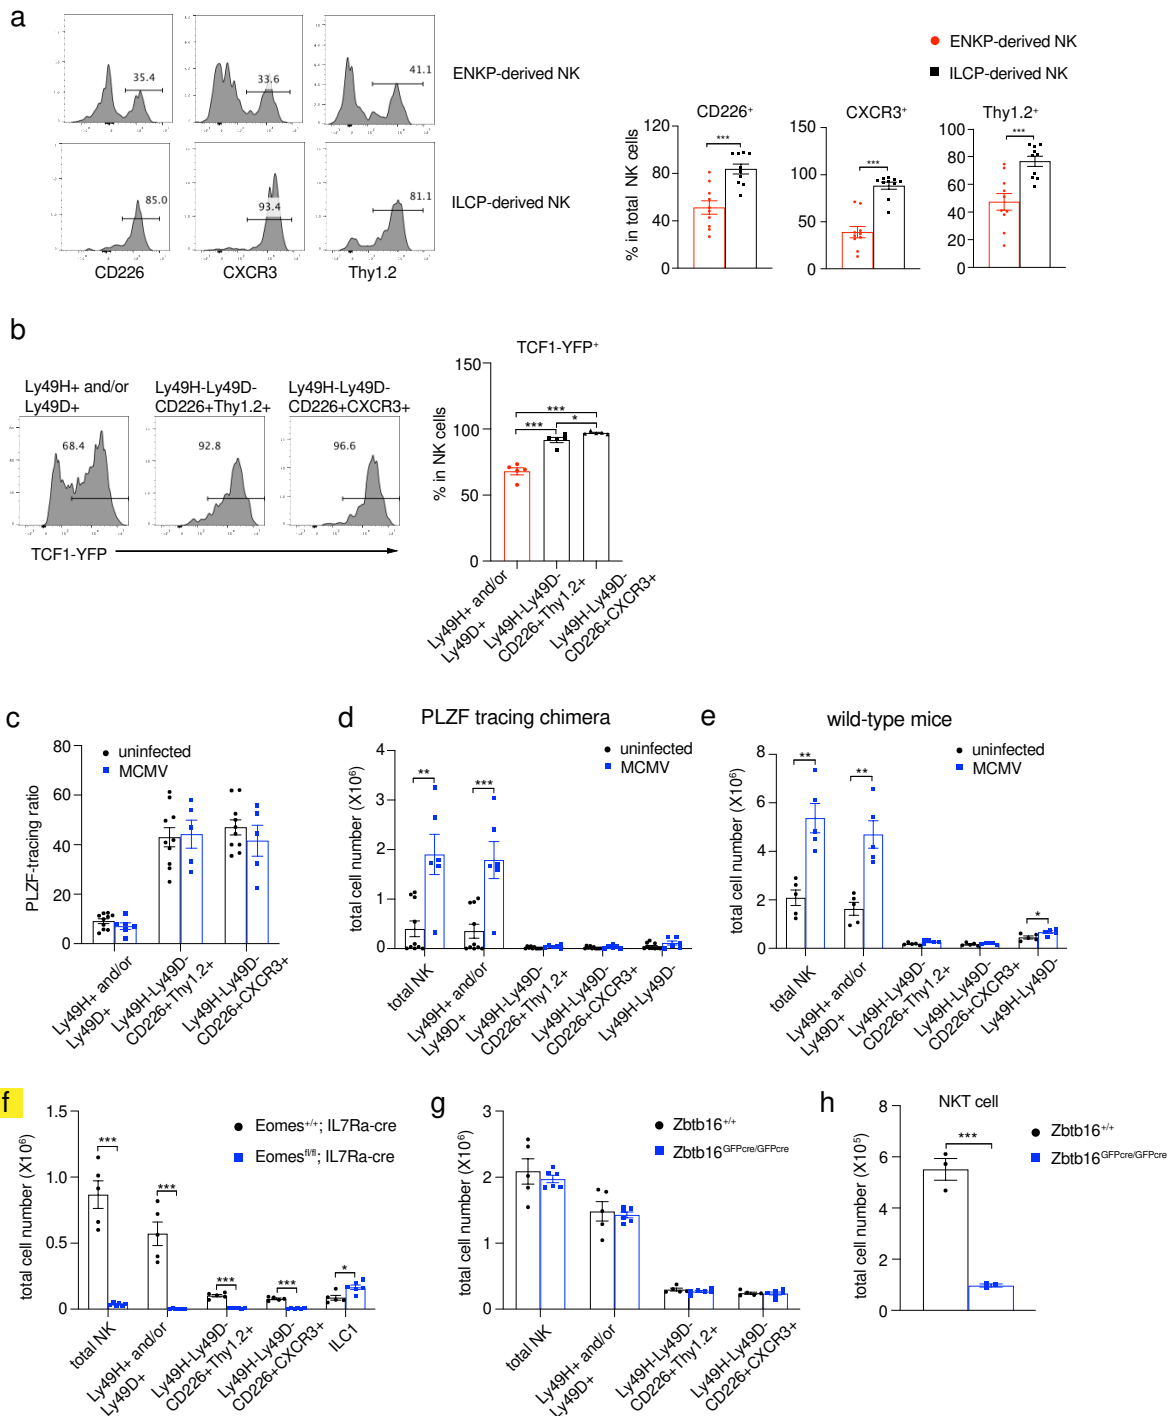 a
35.4
33.6
41.1
ENKP-derived NK
85.0
93.4
81.1
ILCP-derived NK
CD226
CXCR3
Thy1.2
ENKP-derived NK
ILCP-derived NK
CD226⁺
CXCR3⁺
Thy1.2⁺
% in total NK cells
120
80
40
0
***
150
100
50
0
***
100
80
60
40
20
0
***
b
Ly49H+ and/or
Ly49D+
Ly49H-Ly49D-
CD226+Thy1.2+
Ly49H-Ly49D-
CD226+CXCR3+
68.4
92.8
96.6
TCF1-YFP
TCF1-YFP⁺
% in NK cells
150
100
50
0
***
***
*
Ly49H+ and/or
Ly49D+
Ly49H-Ly49D-
CD226+Thy1.2+
Ly49H-Ly49D-
CD226+CXCR3+
c
uninfected
MCMV
PLZF-tracing ratio
80
60
40
20
0
Ly49H+ and/or
Ly49D+
Ly49H-Ly49D-
CD226+Thy1.2+
Ly49H-Ly49D-
CD226+CXCR3+
d
PLZF tracing chimera
uninfected
MCMV
total cell number (X10⁶)
4
3
2
1
0
**
***
total NK
Ly49H+ and/or
Ly49D+
Ly49H-Ly49D-
CD226+Thy1.2+
Ly49H-Ly49D-
CD226+CXCR3+
Ly49H-Ly49D-
e
wild-type mice
uninfected
MCMV
total cell number (X10⁶)
8
6
4
2
0
**
**
*
total NK
Ly49H+ and/or
Ly49D+
Ly49H-Ly49D-
CD226+Thy1.2+
Ly49H-Ly49D-
CD226+CXCR3+
Ly49H-Ly49D-
f
Eomes⁺/⁺; IL7Ra-cre
Eomesᶠˡ/ᶠˡ; IL7Ra-cre
total cell number (X10⁶)
1.5
1.0
0.5
0
***
***
***
***
*
total NK
Ly49H+ and/or
Ly49D+
Ly49H-Ly49D-
CD226+Thy1.2+
Ly49H-Ly49D-
CD226+CXCR3+
ILC1
g
Zbtb16⁺/⁺
Zbtb16GFPcre/GFPcre
total cell number (X10⁶)
3
2
1
0
total NK
Ly49H+ and/or
Ly49D+
Ly49H-Ly49D-
CD226+Thy1.2+
Ly49H-Ly49D-
CD226+CXCR3+
h
NKT cell
Zbtb16⁺/⁺
Zbtb16GFPcre/GFPcre
total cell number (X10⁵)
8
6
4
2
0
***